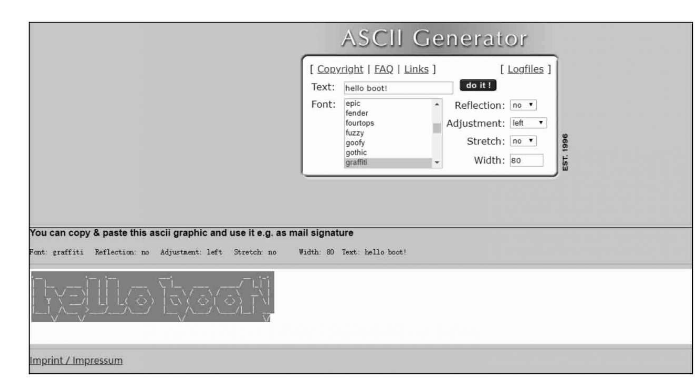 ASCII Generator
[ Copyright | FAQ | Links ] [ Logfiles ]
Text: hello boot! do it !
Font: epic
fender
fourtops
fuzzy
goofy
gothic
graffiti
Reflection: no
Adjustment: left
Stretch: no
Width: 80
EST. 1996
You can copy & paste this ascii graphic and use it e.g. as mail signature
Font: graffiti Reflection: no Adjustment: left Stretch: no Width: 80 Text: hello boot!
hello boot!
Imprint / Impressum